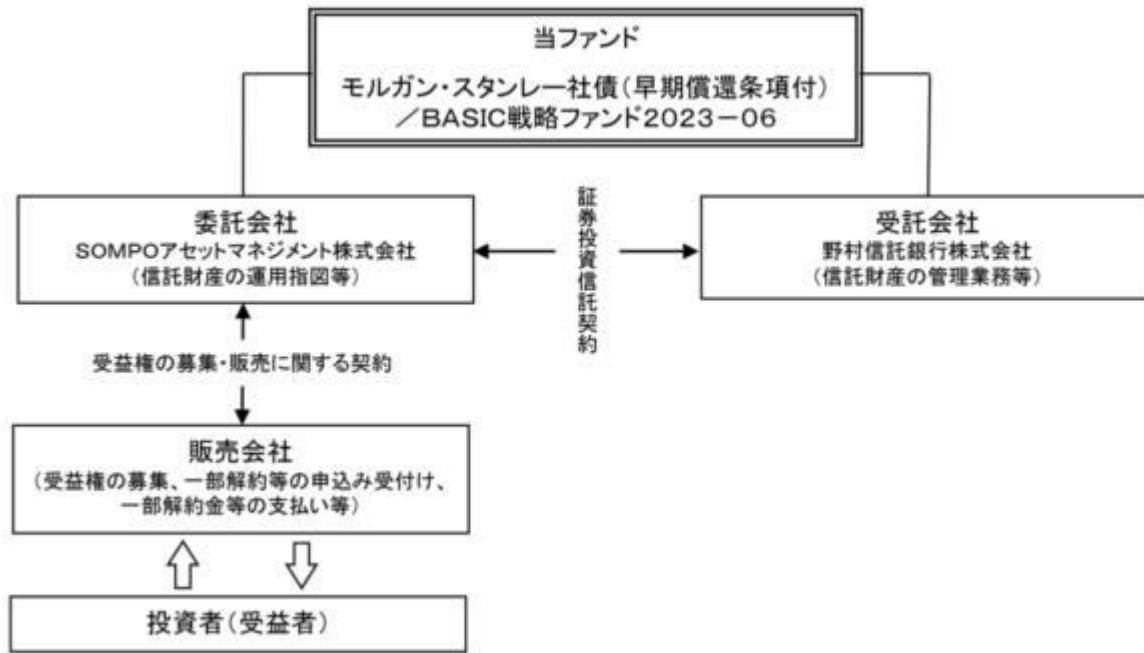 当ファンド
モルガン・スタンレー社債(早期償還条項付)
/BASIC戦略ファンド2023-06
委託会社
SOMPOアセットマネジメント株式会社
(信託財産の運用指図等)
証券投資信託契約
受託会社
野村信託銀行株式会社
(信託財産の管理業務等)
受益権の募集・販売に関する契約
販売会社
(受益権の募集、一部解約等の申込み受付け、
一部解約金等の支払い等)
投資者(受益者)